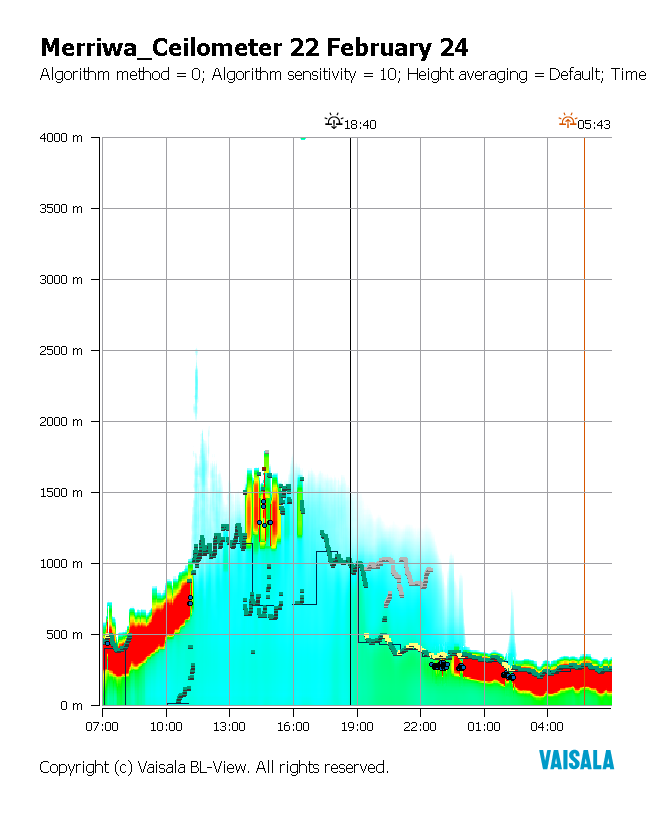 Merriwa_Ceilometer 22 February 24
Algorithm method = 0; Algorithm sensitivity = 10; Height averaging = Default; Time
18:40 05:43
4000 m
3500 m
3000 m
2500 m
2000 m
1500 m
1000 m
500 m
0 m
07:00 10:00 13:00 16:00 19:00 22:00 01:00 04:00
Copyright (c) Vaisala BL-View. All rights reserved.
VAISALA